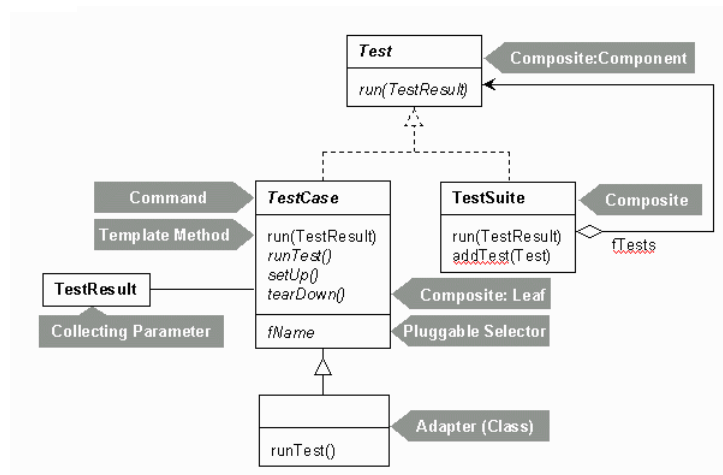 Test
Composite:Component
run(TestResult)
Command
TestCase
TestSuite
Composite
Template Method
run(TestResult)
runTest()
setUp()
tearDown()
run(TestResult)
addTest(Test)
fTests
TestResult
Composite: Leaf
Collecting Parameter
fName
Pluggable Selector
Adapter (Class)
runTest()